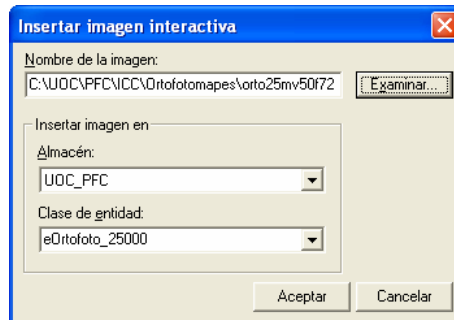 Insertar imagen interactiva
Nombre de la imagen:
C:\UOC\PFC\ICC\Ortofotomapes\orto25mv50f72
Examinar...
Insertar imagen en
Almacén:
UOC_PFC
Clase de entidad:
eOrtofoto_25000
Aceptar Cancelar